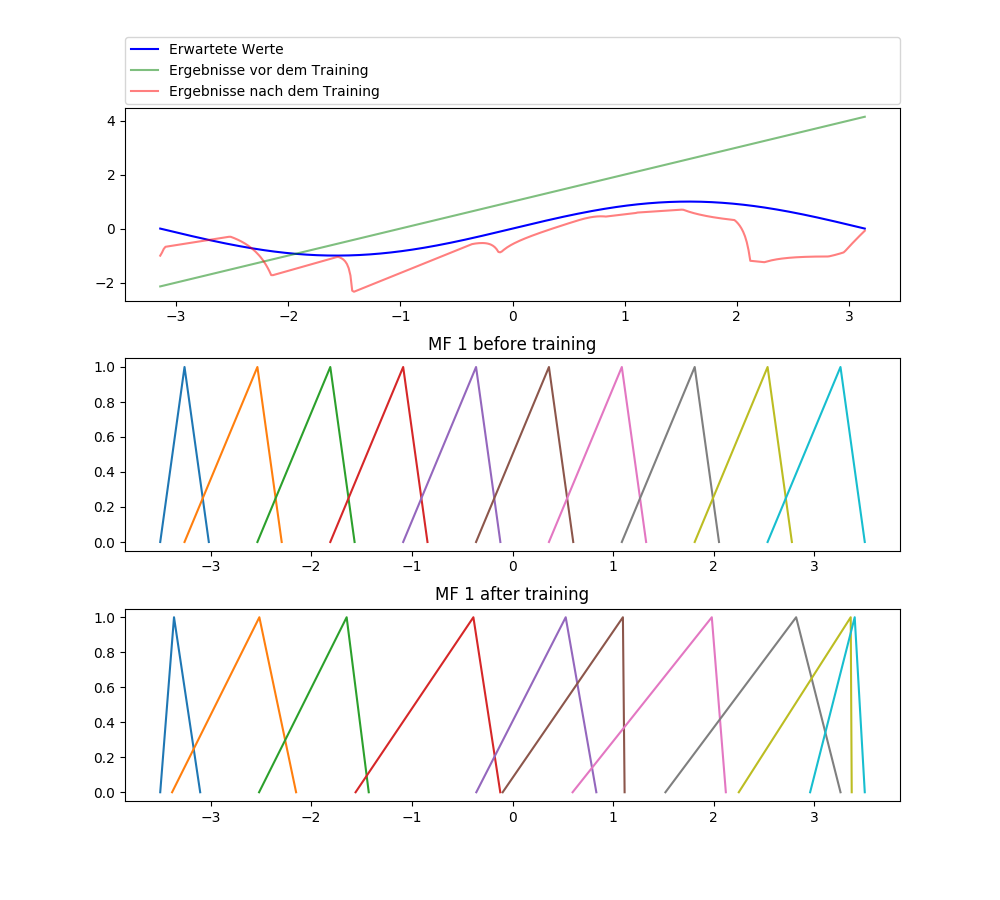 Erwartete Werte
Ergebnisse vor dem Training
Ergebnisse nach dem Training
4
2
0
−2
−3 −2 −1 0 1 2 3
MF 1 before training
1.0
0.8
0.6
0.4
0.2
0.0
−3 −2 −1 0 1 2 3
MF 1 after training
1.0
0.8
0.6
0.4
0.2
0.0
−3 −2 −1 0 1 2 3